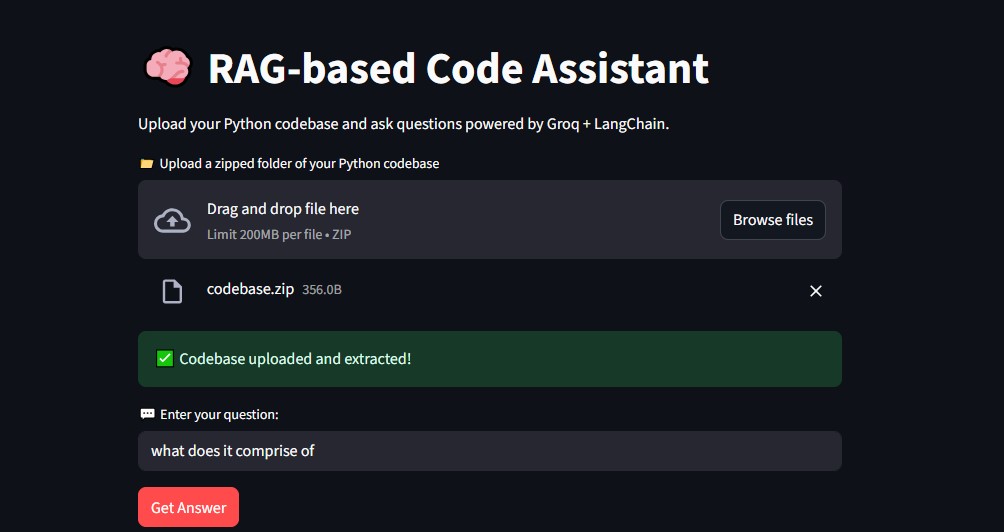 RAG-based Code Assistant
Upload your Python codebase and ask questions powered by Groq + LangChain.
Upload a zipped folder of your Python codebase
Drag and drop file here
Limit 200MB per file • ZIP
Browse files
codebase.zip 356.0B
Codebase uploaded and extracted!
Enter your question:
what does it comprise of
Get Answer